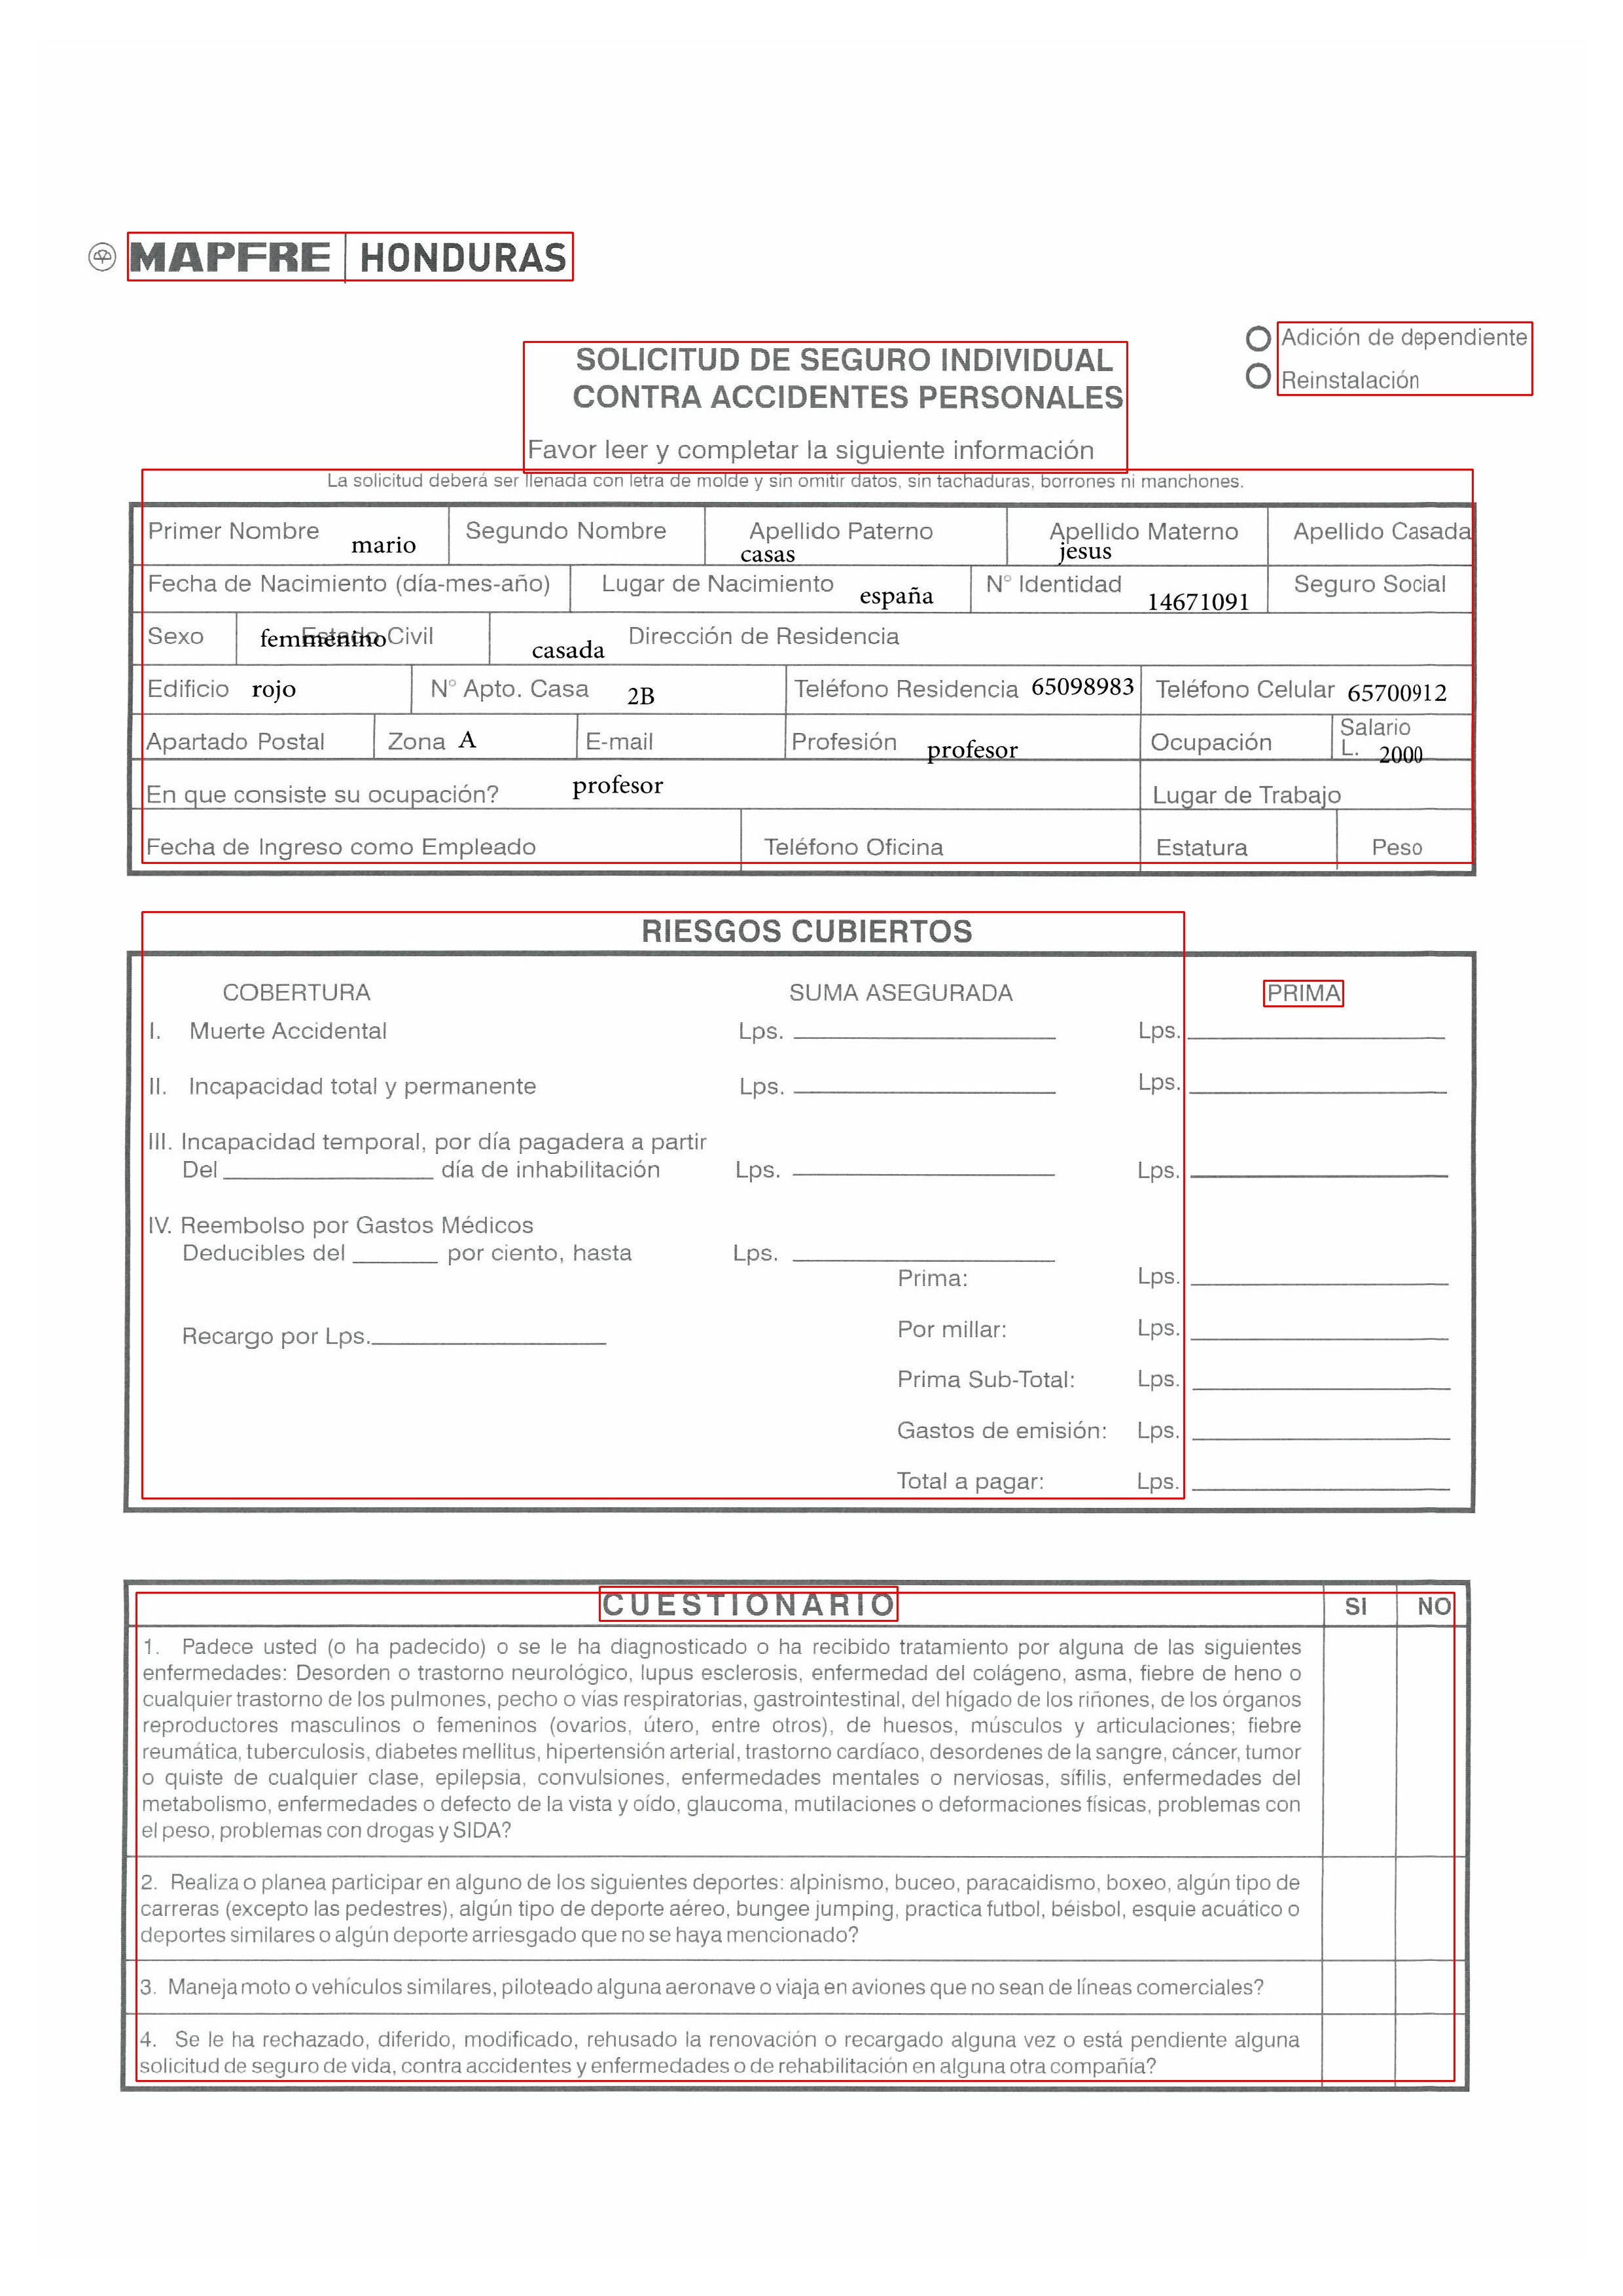 MAPFRE | HONDURAS
Adición de dependiente
Reinstalación
SOLICITUD DE SEGURO INDIVIDUAL
CONTRA ACCIDENTES PERSONALES
Favor leer y completar la siguiente información
La solicitud deberá ser llenada con letra de molde y sin omitir datos, sin tachaduras, borrones ni manchones.
Primer Nombre mario Segundo Nombre Apellido Paterno casas Apellido Materno jesus Apellido Casada
Fecha de Nacimiento (día-mes-año) Lugar de Nacimiento españa N° Identidad 14671091 Seguro Social
Sexo femmenino Estado Civil casada Dirección de Residencia
Edificio rojo N° Apto. Casa 2B Teléfono Residencia 65098983 Teléfono Celular 65700912
Apartado Postal Zona A E-mail Profesión profesor Ocupación Salario L. 2000
En que consiste su ocupación? profesor Lugar de Trabajo
Fecha de Ingreso como Empleado Teléfono Oficina Estatura Peso
RIESGOS CUBIERTOS
COBERTURA SUMA ASEGURADA PRIMA
I. Muerte Accidental Lps. Lps.
II. Incapacidad total y permanente Lps. Lps.
III. Incapacidad temporal, por día pagadera a partir
Del día de inhabilitación Lps. Lps.
IV. Reembolso por Gastos Médicos
Deducibles del por ciento, hasta Lps.
Prima: Lps.
Recargo por Lps. Por millar: Lps.
Prima Sub-Total: Lps.
Gastos de emisión: Lps.
Total a pagar: Lps.
CUESTIONARIO SI NO
1. Padece usted (o ha padecido) o se le ha diagnosticado o ha recibido tratamiento por alguna de las siguientes
enfermedades: Desorden o trastorno neurológico, lupus esclerosis, enfermedad del colágeno, asma, fiebre de heno o
cualquier trastorno de los pulmones, pecho o vías respiratorias, gastrointestinal, del hígado de los riñones, de los órganos
reproductores masculinos o femeninos (ovarios, útero, entre otros), de huesos, músculos y articulaciones; fiebre
reumática, tuberculosis, diabetes mellitus, hipertensión arterial, trastorno cardíaco, desordenes de la sangre, cáncer, tumor
o quiste de cualquier clase, epilepsia, convulsiones, enfermedades mentales o nerviosas, sífilis, enfermedades del
metabolismo, enfermedades o defecto de la vista y oído, glaucoma, mutilaciones o deformaciones físicas, problemas con
el peso, problemas con drogas y SIDA?
2. Realiza o planea participar en alguno de los siguientes deportes: alpinismo, buceo, paracaidismo, boxeo, algún tipo de
carreras (excepto las pedestres), algún tipo de deporte aéreo, bungee jumping, practica futbol, béisbol, esquie acuático o
deportes similares o algún deporte arriesgado que no se haya mencionado?
3. Maneja moto o vehículos similares, piloteado alguna aeronave o viaja en aviones que no sean de líneas comerciales?
4. Se le ha rechazado, diferido, modificado, rehusado la renovación o recargado alguna vez o está pendiente alguna
solicitud de seguro de vida, contra accidentes y enfermedades o de rehabilitación en alguna otra compañía?